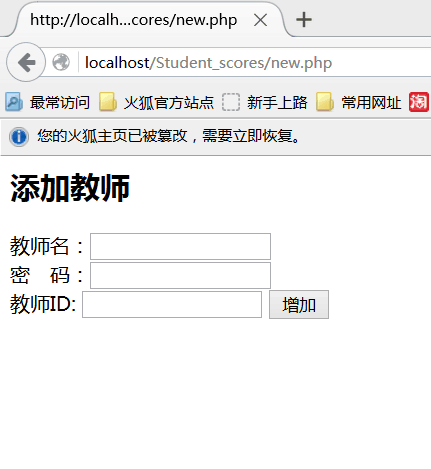 http://localh...cores/new.php
localhost/Student_scores/new.php
最常访问 火狐官方站点 新手上路 常用网址 淘
您的火狐主页已被篡改，需要立即恢复。
添加教师
教师名：
密 码：
教师ID: 增加